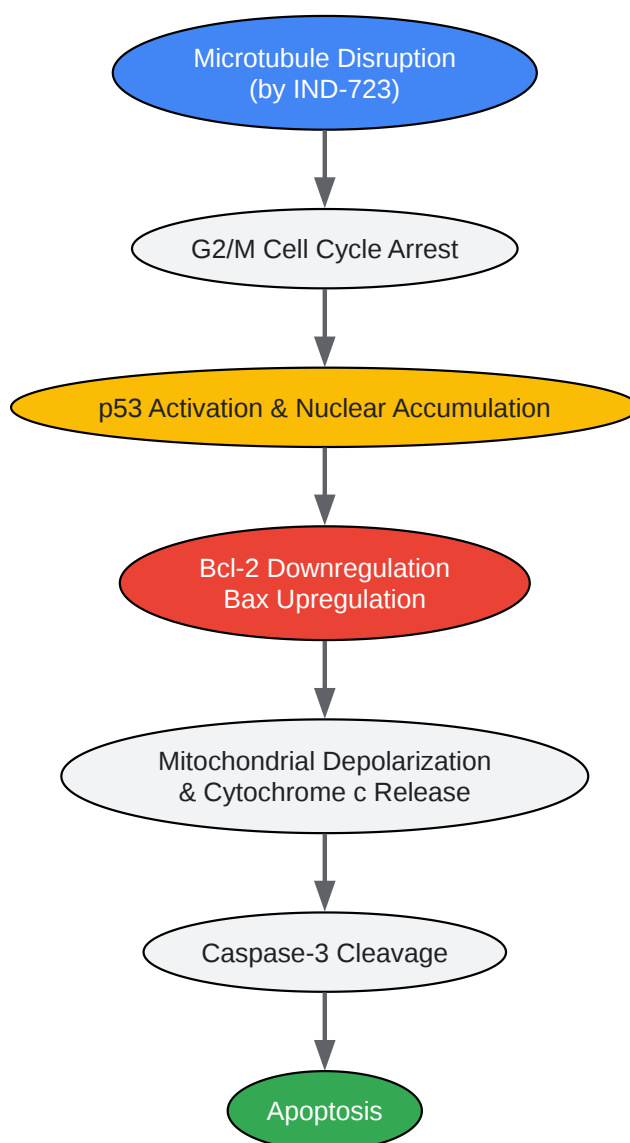 Microtubule Disruption
(by IND-723)
G2/M Cell Cycle Arrest
p53 Activation & Nuclear Accumulation
Bcl-2 Downregulation
Bax Upregulation
Mitochondrial Depolarization
& Cytochrome c Release
Caspase-3 Cleavage
Apoptosis